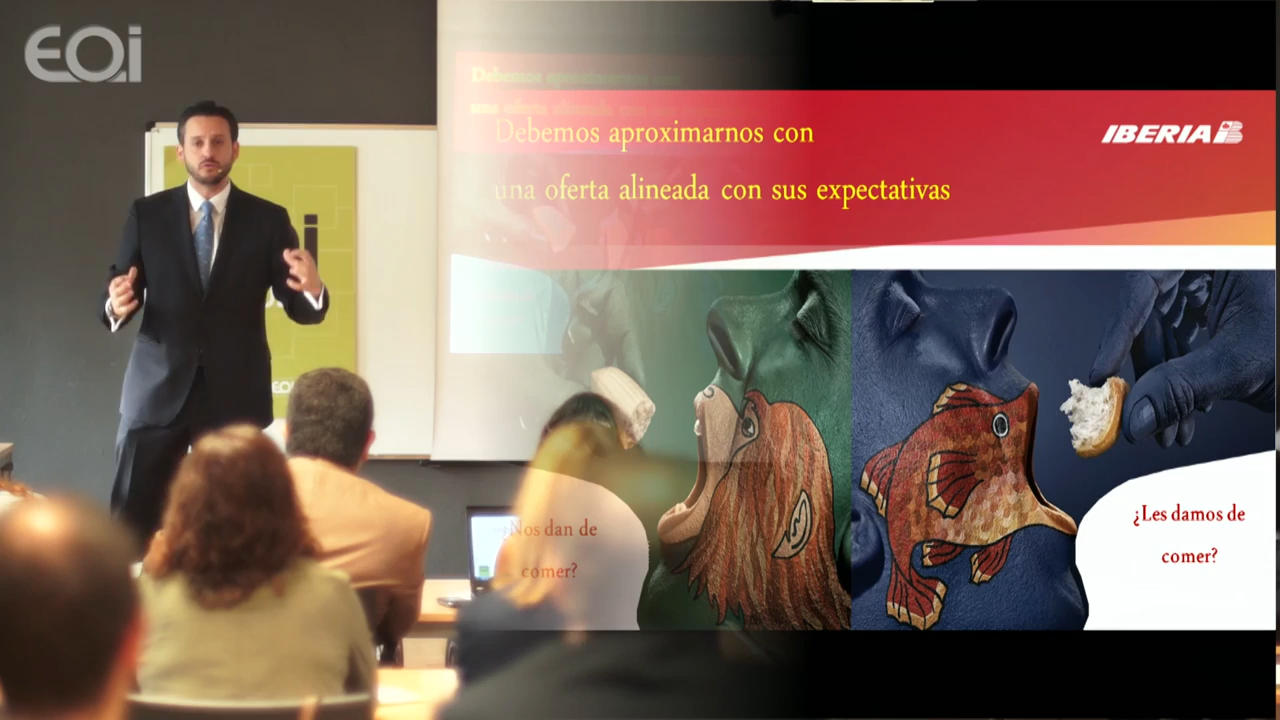 EOi
Debemos aproximarnos con
una oferta alineada con sus expectativas
IBERIA
EOi
¿Nos dan de
comer?
¿Les damos de
comer?